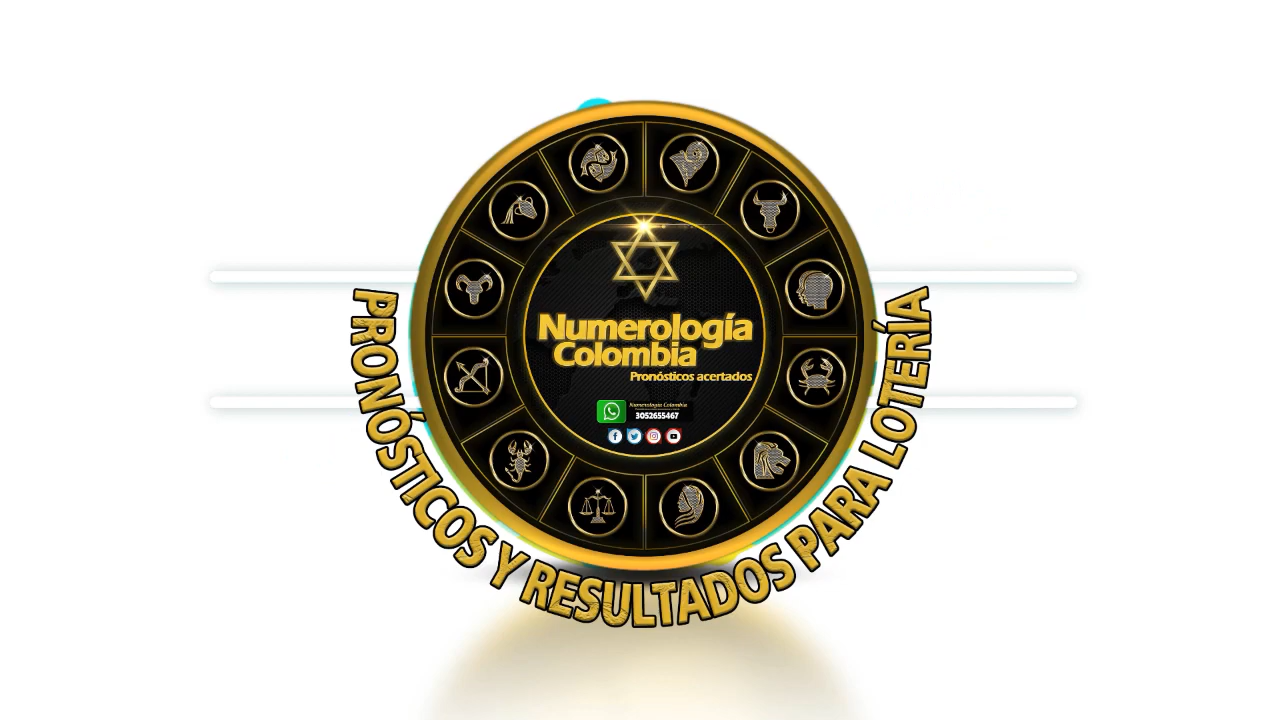 Numerología
Colombia
Pronósticos acertados
Numerología Colombia
3052655467
PRONÓSTICOS Y RESULTADOS PARA LOTERÍA